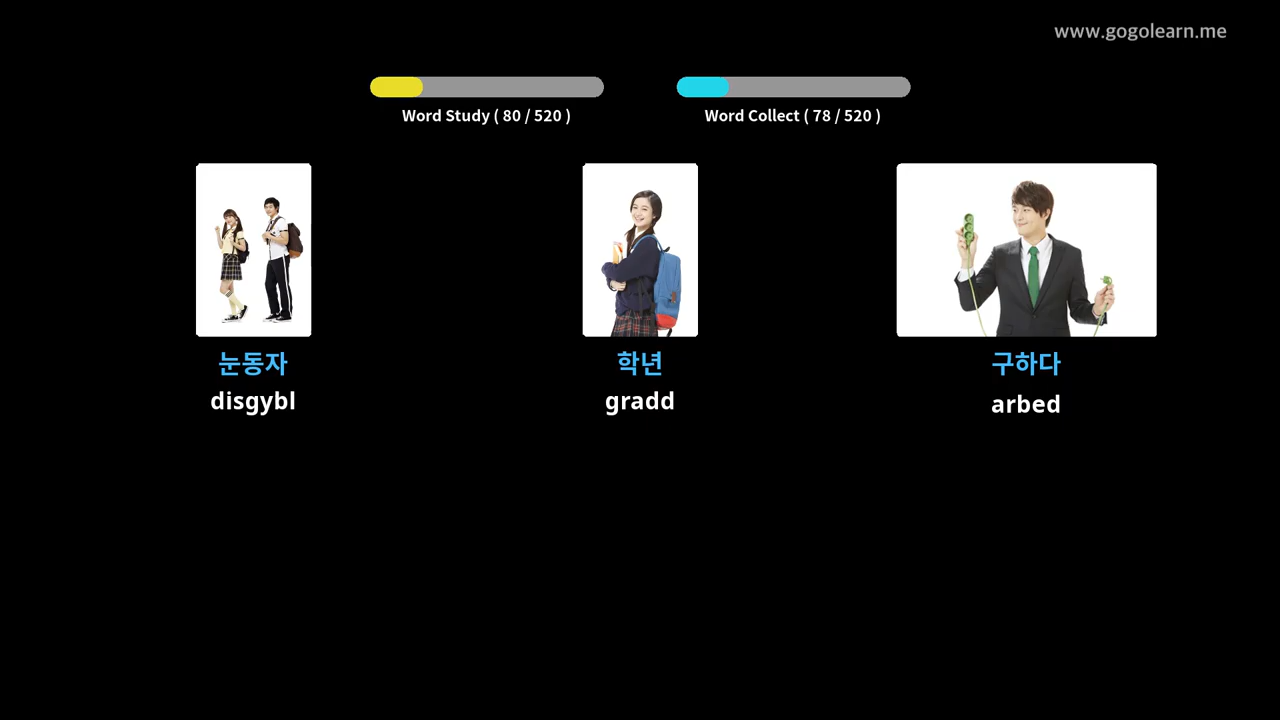 www.gogolearn.me
Word Study ( 80 / 520 )
Word Collect ( 78 / 520 )
눈동자
disgybl
학년
gradd
구하다
arbed